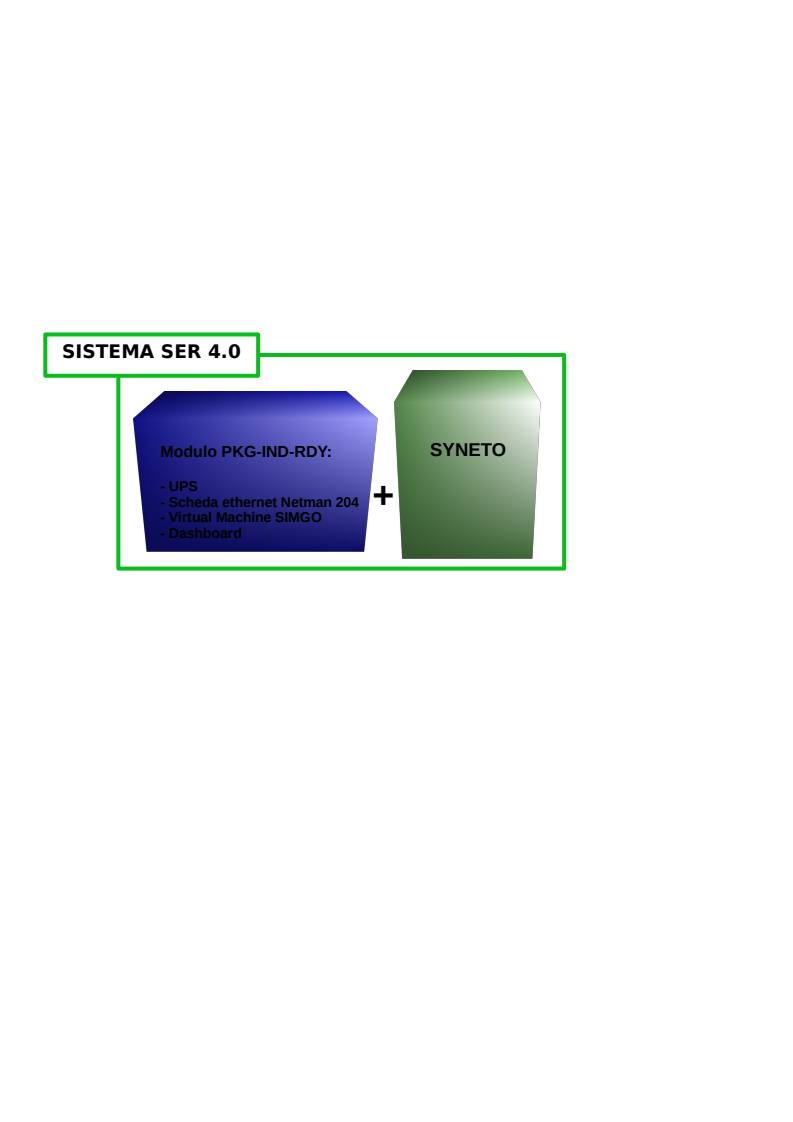 SISTEMA SER 4.0
Modulo PKG-IND-RDY:
- UPS
- Scheda ethernet Netman 204
- Virtual Machine SIMGO
- Dashboard
+
SYNETO